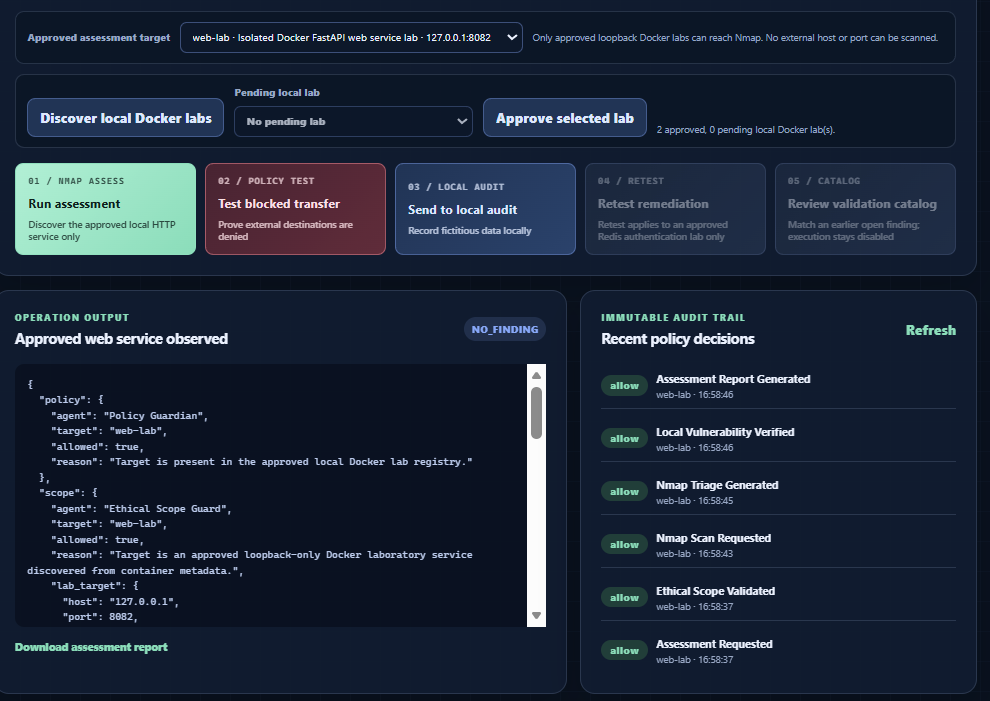 Approved assessment target
web-lab · Isolated Docker FastAPI web service lab · 127.0.0.1:8082
Only approved loopback Docker labs can reach Nmap. No external host or port can be scanned.
Discover local Docker labs
Pending local lab
No pending lab
Approve selected lab
2 approved, 0 pending local Docker lab(s).
01 / NMAP ASSESS
Run assessment
Discover the approved local HTTP
service only
02 / POLICY TEST
Test blocked transfer
Prove external destinations are
denied
03 / LOCAL AUDIT
Send to local audit
Record fictitious data locally
04 / RETEST
Retest remediation
Retest applies to an approved
Redis authentication lab only
05 / CATALOG
Review validation catalog
Match an earlier open finding;
execution stays disabled
OPERATION OUTPUT
Approved web service observed
NO_FINDING
{
"policy": {
"agent": "Policy Guardian",
"target": "web-lab",
"allowed": true,
"reason": "Target is present in the approved local Docker lab registry."
},
"scope": {
"agent": "Ethical Scope Guard",
"target": "web-lab",
"allowed": true,
"reason": "Target is an approved loopback-only Docker laboratory service
discovered from container metadata.",
"lab_target": {
"host": "127.0.0.1",
"port": 8082,
Download assessment report
IMMUTABLE AUDIT TRAIL
Recent policy decisions
Refresh
allow
Assessment Report Generated
web-lab · 16:58:46
allow
Local Vulnerability Verified
web-lab · 16:58:46
allow
Nmap Triage Generated
web-lab · 16:58:45
allow
Nmap Scan Requested
web-lab · 16:58:43
allow
Ethical Scope Validated
web-lab · 16:58:37
allow
Assessment Requested
web-lab · 16:58:37